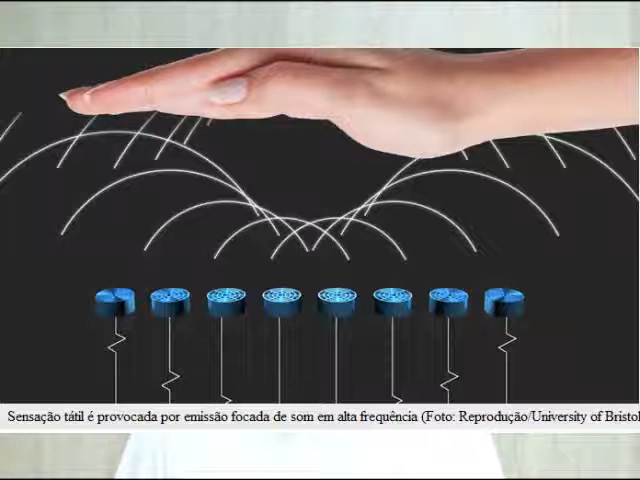 Sensação tátil é provocada por emissão focada de som em alta frequência (Foto: Reprodução/University of Bristol